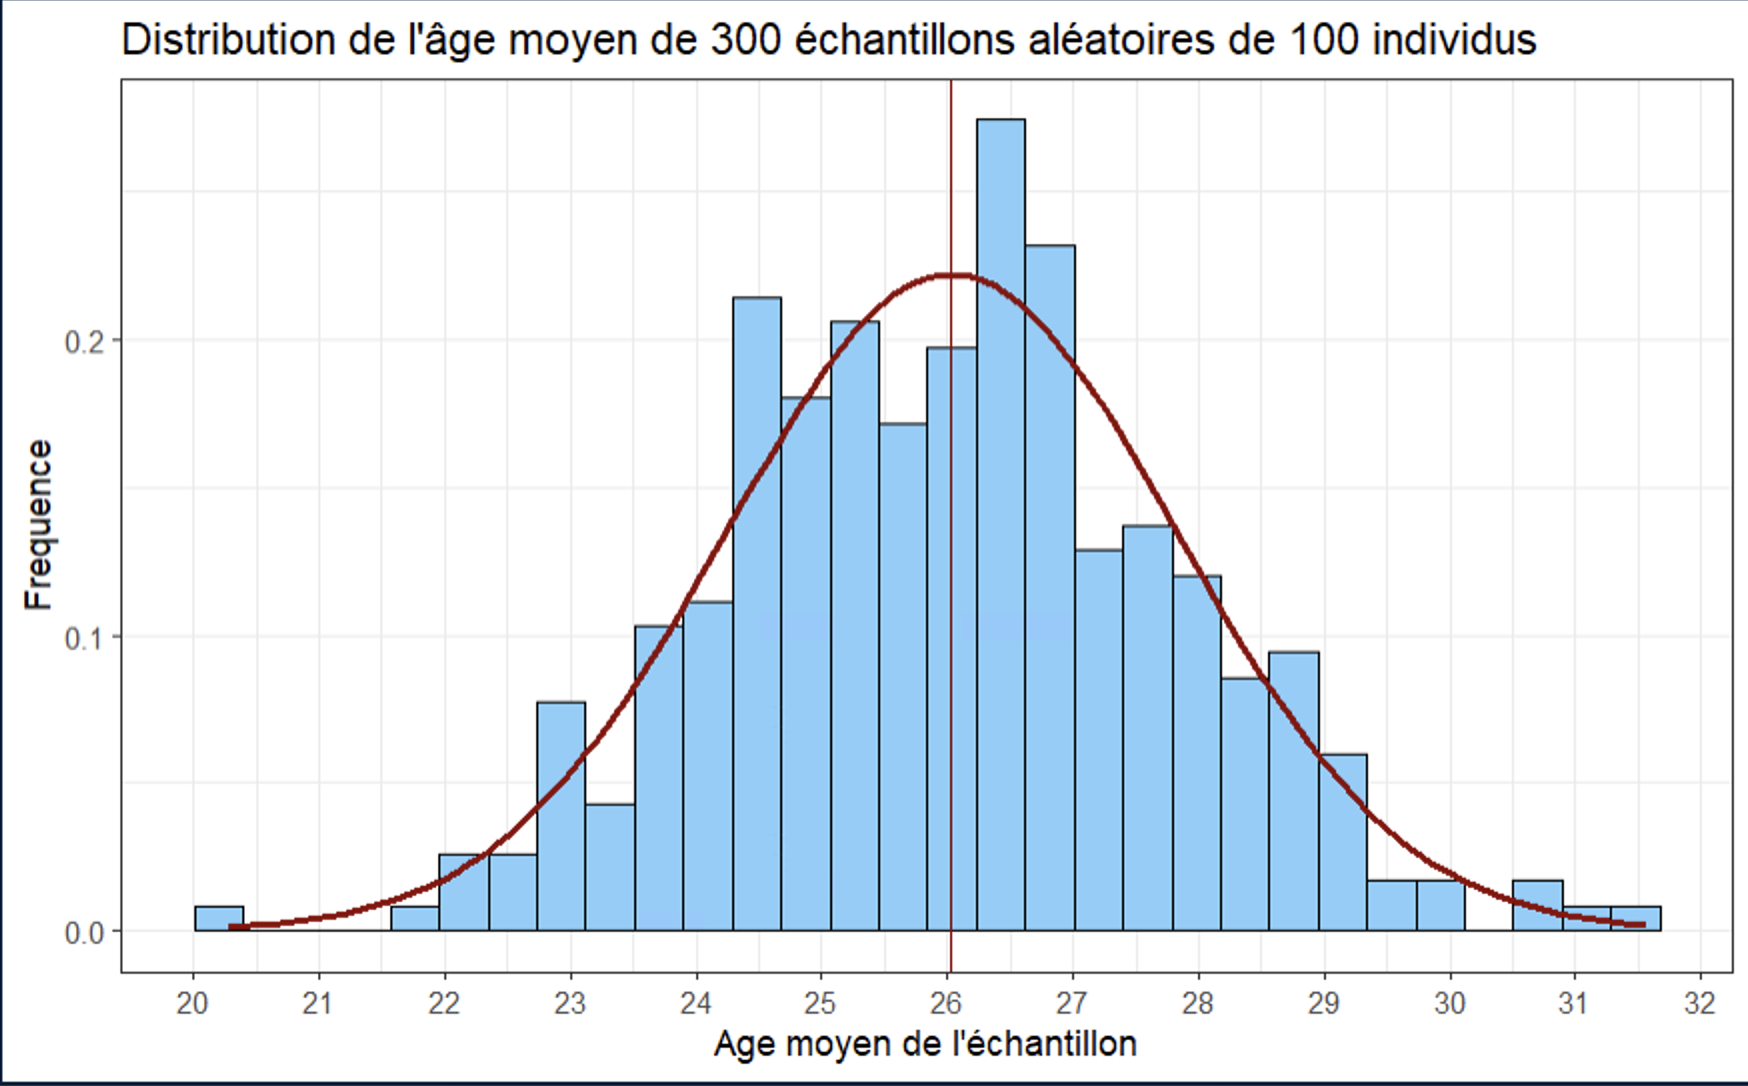 Distribution de l'âge moyen de 300 échantillons aléatoires de 100 individus
Frequence
0.2
0.1
0.0
20 21 22 23 24 25 26 27 28 29 30 31 32
Age moyen de l'échantillon